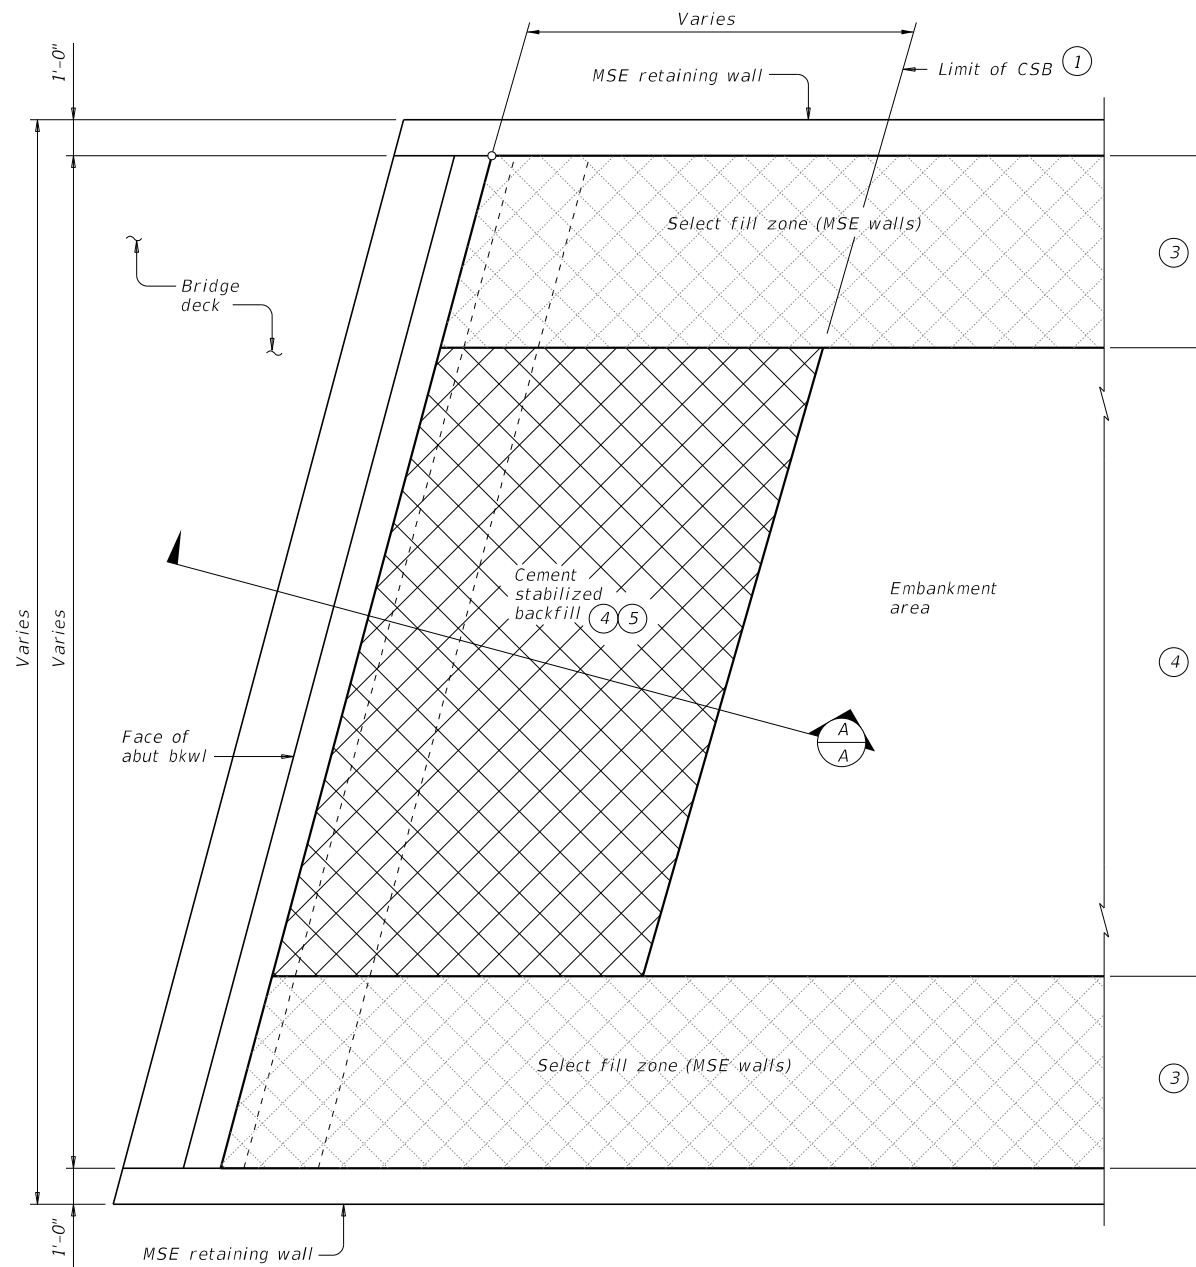 Varies
1'-0"
MSE retaining wall
Limit of CSB 1
Select fill zone (MSE walls)
3
Bridge
deck
Cement
stabilized
backfill 4 5
Embankment
area
Varies
Varies
4
Face of
abut bkwl
A
A
Select fill zone (MSE walls)
3
1'-0"
MSE retaining wall